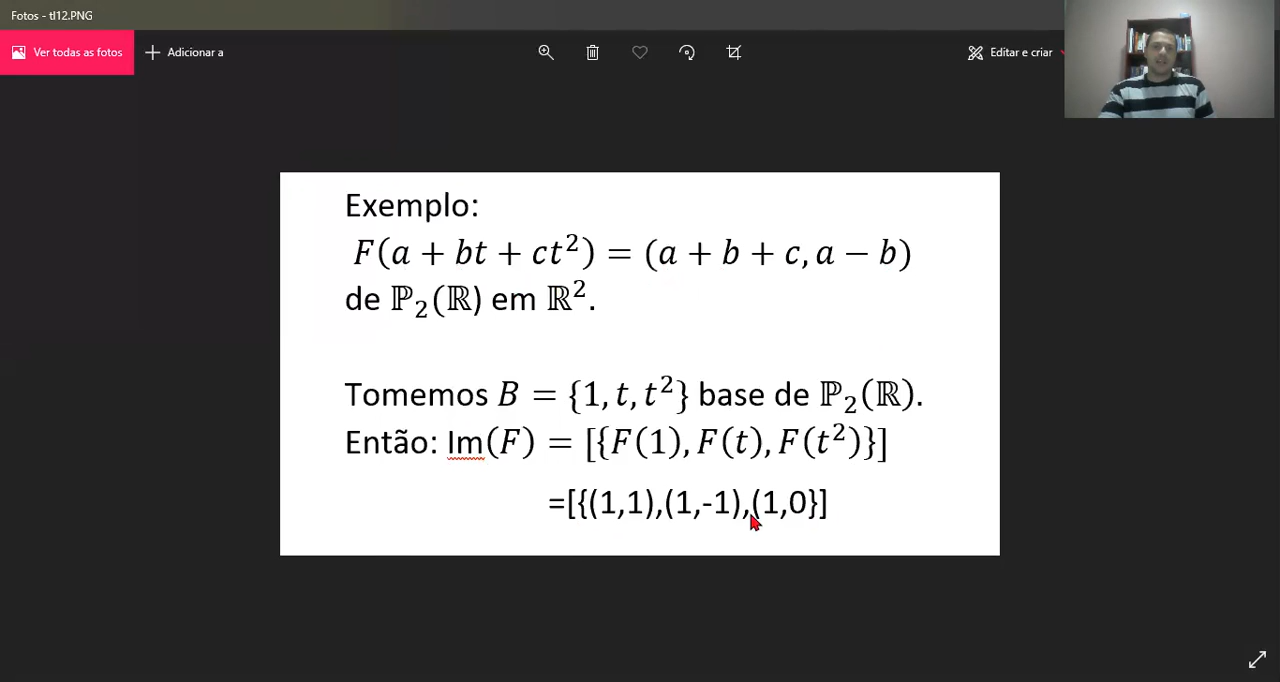 Fotos - tl12.PNG
Ver todas as fotos
Adicionar a
Editar e criar
Exemplo:
F(a + bt + ct²) = (a + b + c, a − b)
de ℙ₂(ℝ) em ℝ².
Tomemos B = {1, t, t²} base de ℙ₂(ℝ).
Então: Im(F) = [{F(1), F(t), F(t²)}]
=[{(1,1),(1,-1),(1,0}]